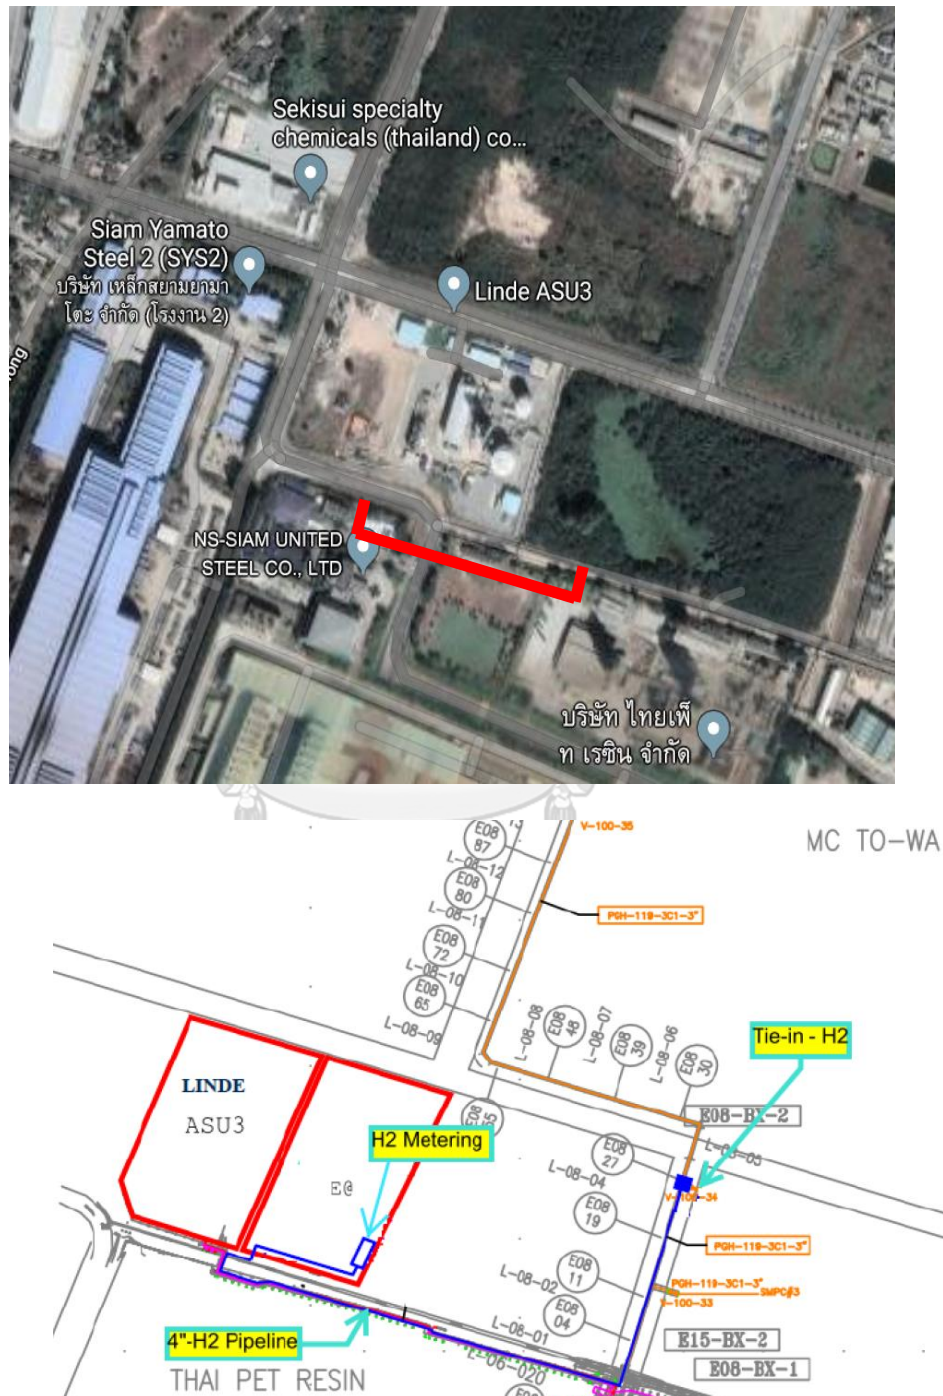 Sekisui specialty
chemicals (thailand) co...
Siam Yamato
Steel 2 (SYS2)
บริษัท เหล็กสยามยามา
โตะ จำกัด (โรงงาน 2)
Linde ASU3
ong
NS-SIAM UNITED
STEEL CO., LTD
บริษัท ไทยเพ็
ท เรซิน จำกัด
V-100-35
MC TO-WA
E08
87
L-08-12
E08
80
L-08-11
PGH-119-3C1-3"
E08
72
L-08-10
E08
65
L-08-09
L-08-08
E08
48
L-08-07
E08
39
L-08-06
E08
30
Tie-in - H2
LINDE
ASU3
E08-BX-2
H2 Metering
E08
27
L-08-04
E@
E08
19
PGH-119-3C1-3"
L-08-02
E08
11
PGH-119-3C1-3"
SMPC#3
V-100-33
04
L-08-01
E15-BX-2
4"-H2 Pipeline
L-06-020
E08-BX-1
THAI PET RESIN